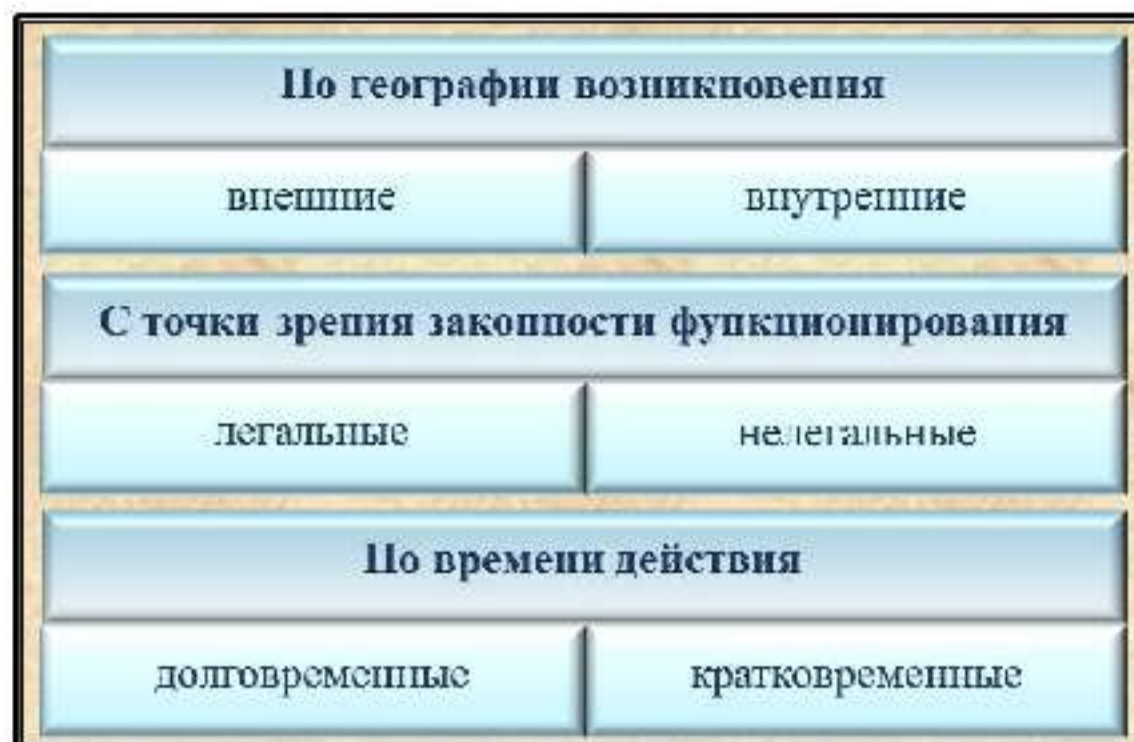 По географии возникновения
внешние
внутренние
С точки зрения законности функционирования
легальные
нелегальные
По времени действия
долговременные
кратковременные